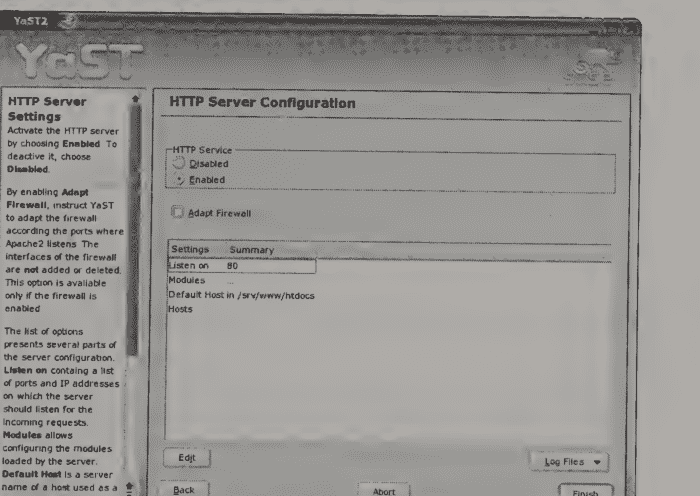 YaST2
YaST
HTTP Server
Settings
Activate the HTTP server
by choosing Enabled To
deactive it, choose
Disabled.
By enabling Adapt
Firewall, instruct YaST
to adapt the firewall
according the ports where
Apache2 listens The
interfaces of the firewall
are not added or deleted.
This option is available
only if the firewall is
enabled
The list of options
presents several parts of
the server configuration.
Listen on containg a list
of ports and IP addresses
on which the server
should listen for the
incoming requests.
Modules allows
configuring the modules
loaded by the server.
Default Host is a server
name of a host used as a
HTTP Server Configuration
HTTP Service
Disabled
Enabled
Adapt Firewall
Settings Summary
Listen on 80
Modules ...
Default Host in /srv/www/htdocs
Hosts
Edit
Log Files
Back
Abort
Finish